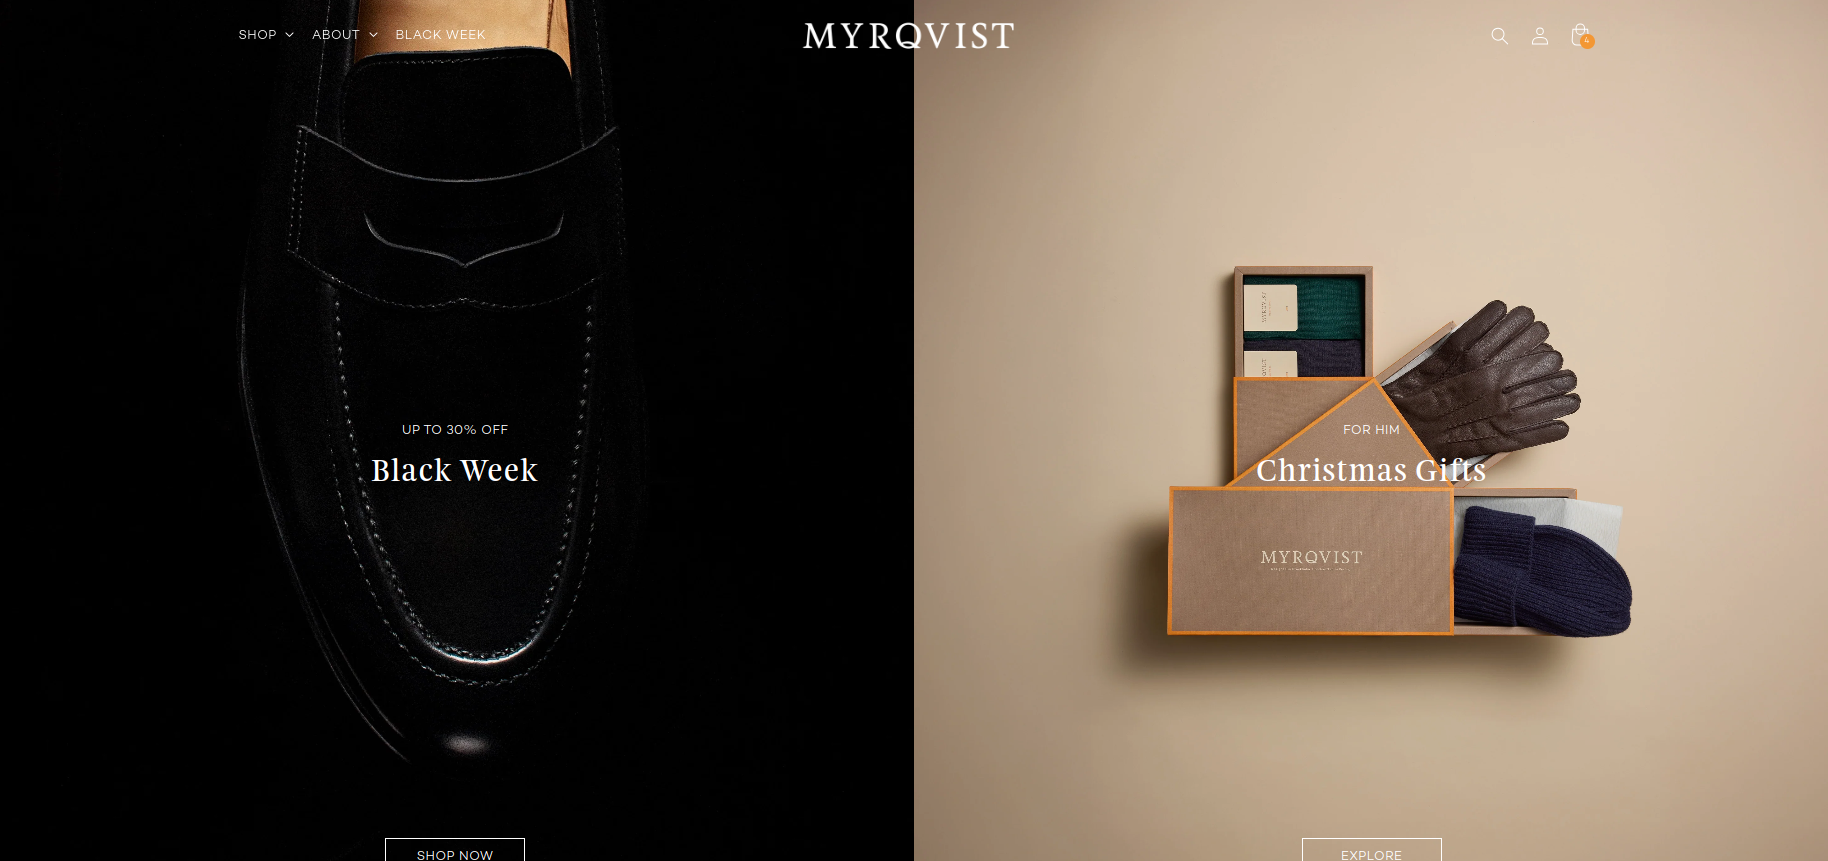 SHOP
ABOUT
BLACK WEEK
MYRQVIST
4
UP TO 30% OFF
Black Week
SHOP NOW
FOR HIM
Christmas Gifts
MYRQVIST
EXPLORE